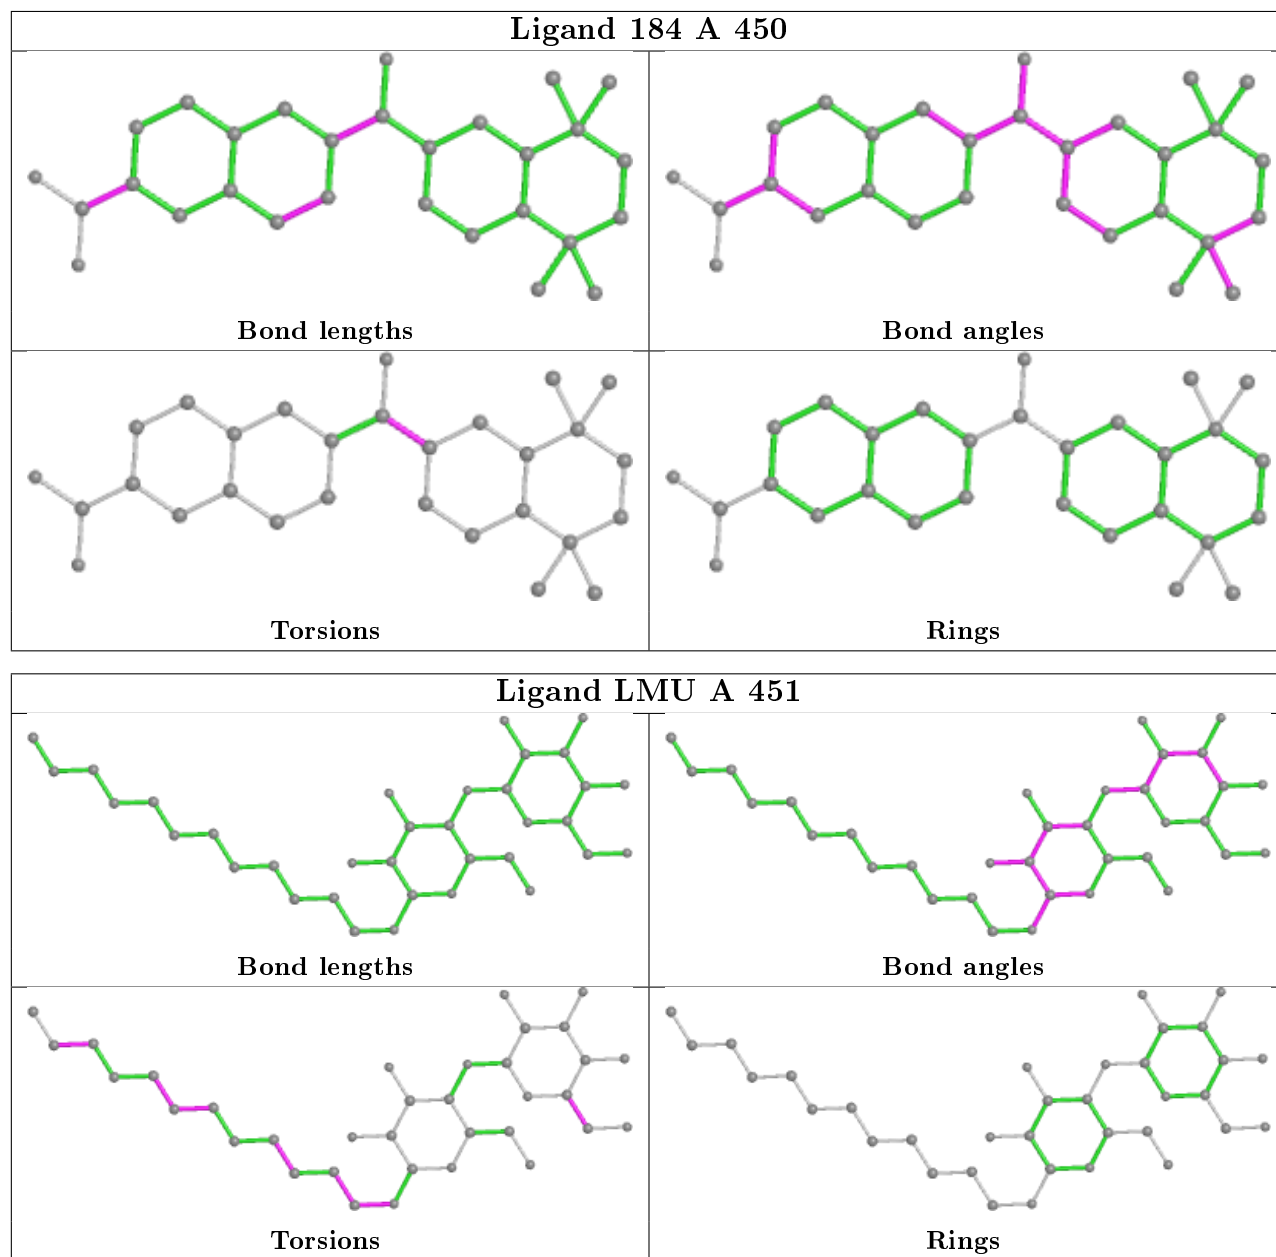 Ligand 184 A 450
Bond lengths
Bond angles
Torsions
Rings
Ligand LMU A 451
Bond lengths
Bond angles
Torsions
Rings